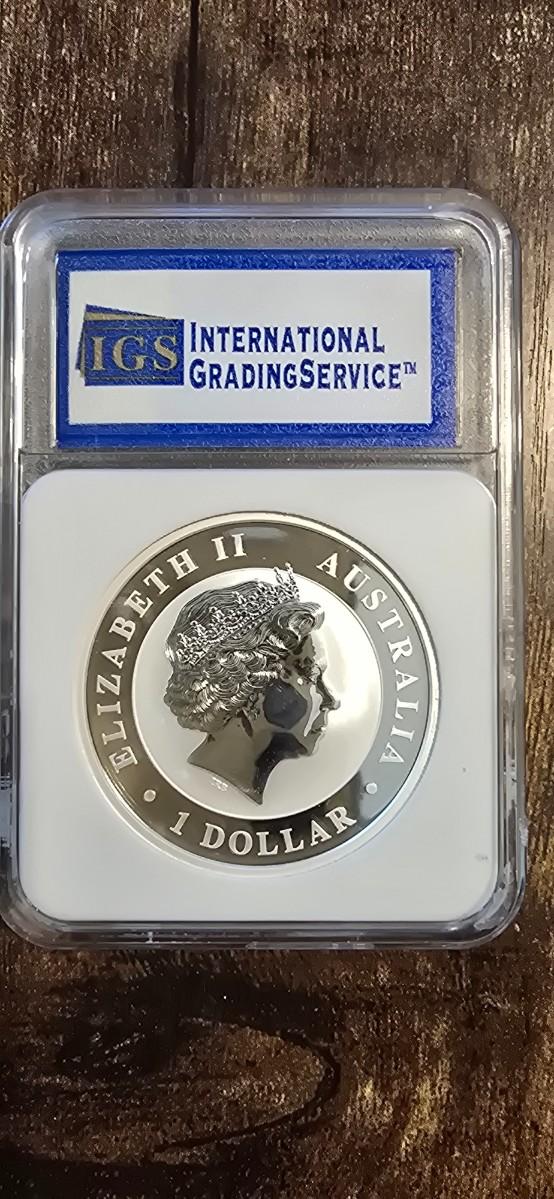 IGS
INTERNATIONAL
GRADINGSERVICE™
ELIZABETH II AUSTRALIA
• 1 DOLLAR •